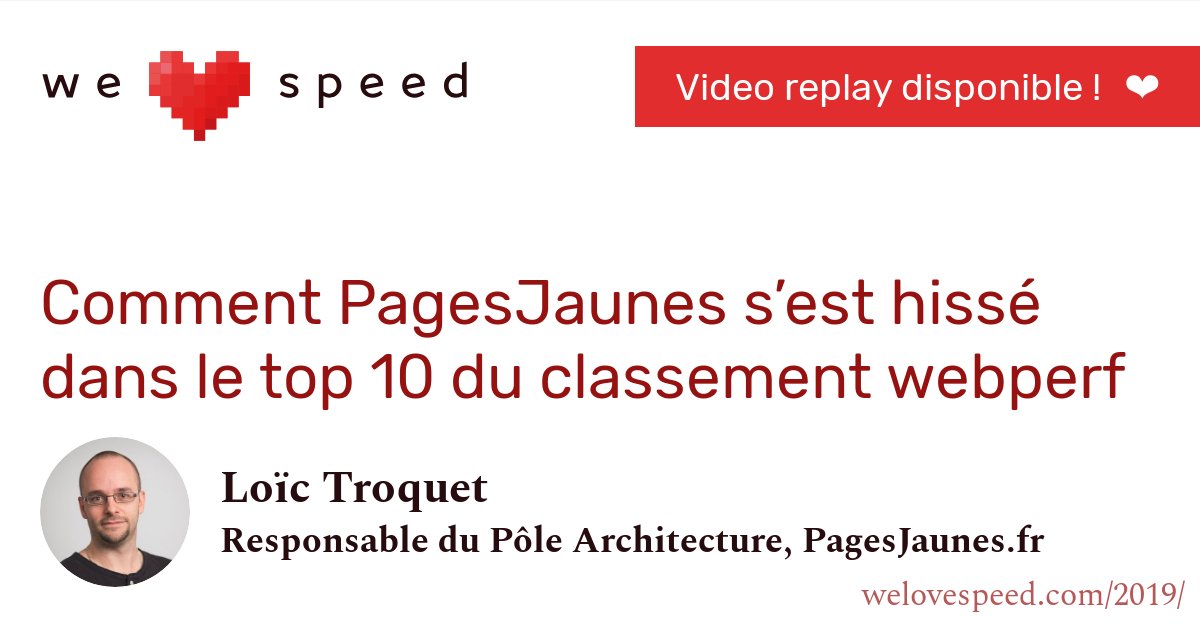 we speed
Video replay disponible ! ❤
Comment PagesJaunes s’est hissé
dans le top 10 du classement webperf
Loïc Troquet
Responsable du Pôle Architecture, PagesJaunes.fr
welovespeed.com/2019/